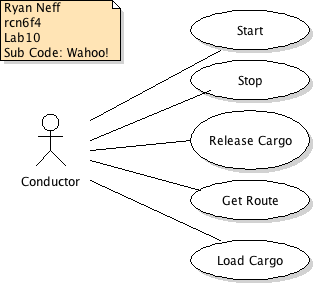 Ryan Neff
rcn6f4
Lab10
Sub Code: Wahoo!
Start
Stop
Release Cargo
Conductor
Get Route
Load Cargo